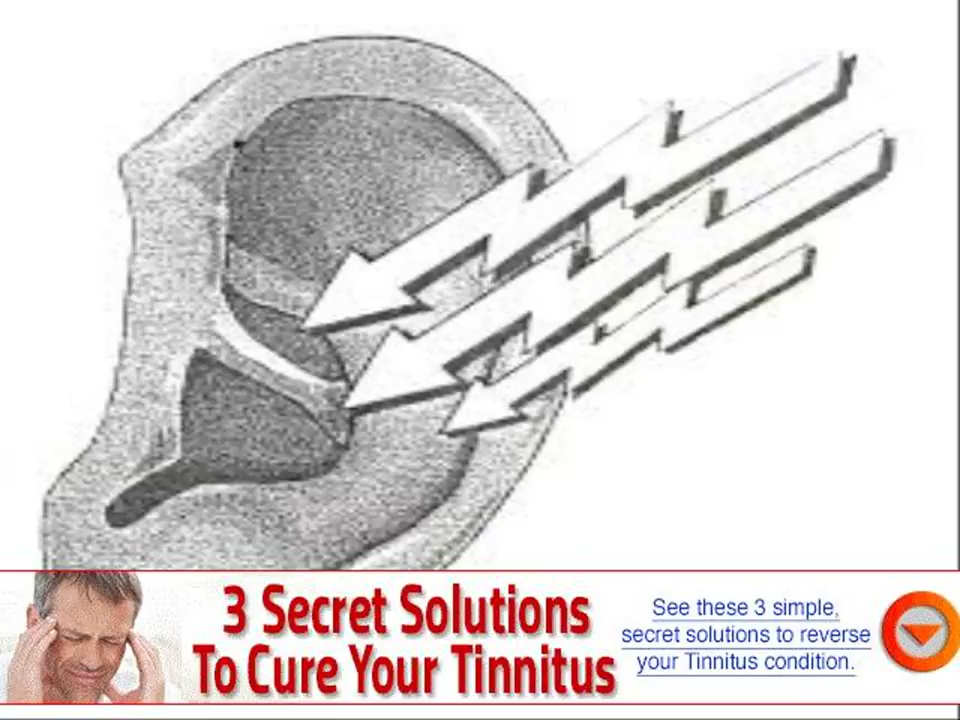 3 Secret Solutions
To Cure Your Tinnitus
See these 3 simple,
secret solutions to reverse
your Tinnitus condition.